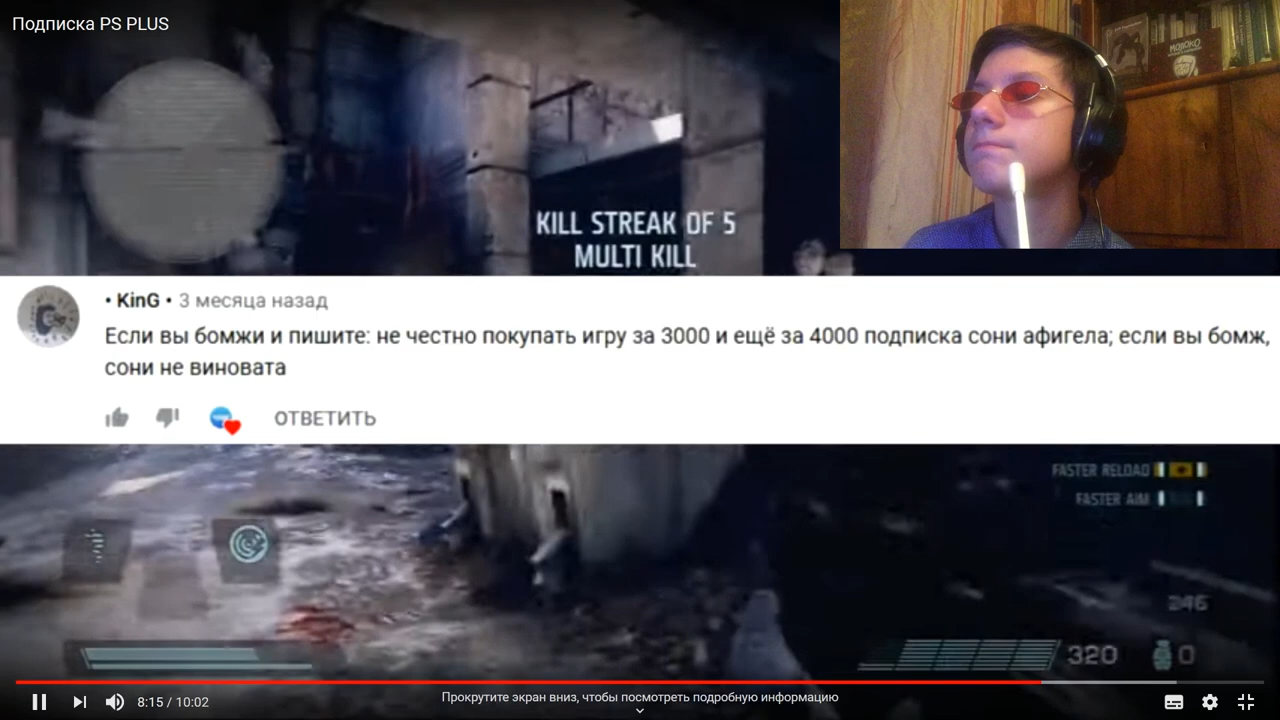 Подписка PS PLUS
МОЛОКО
KILL STREAK OF 5
MULTI KILL
• KinG • 3 месяца назад
Если вы бомжи и пишите: не честно покупать игру за 3000 и ещё за 4000 подписка сони афигела; если вы бомж,
сони не виновата
ОТВЕТИТЬ
FASTER RELOAD
FASTER AIM
246
320 0
8:15 / 10:02
Прокрутите экран вниз, чтобы посмотреть подробную информацию